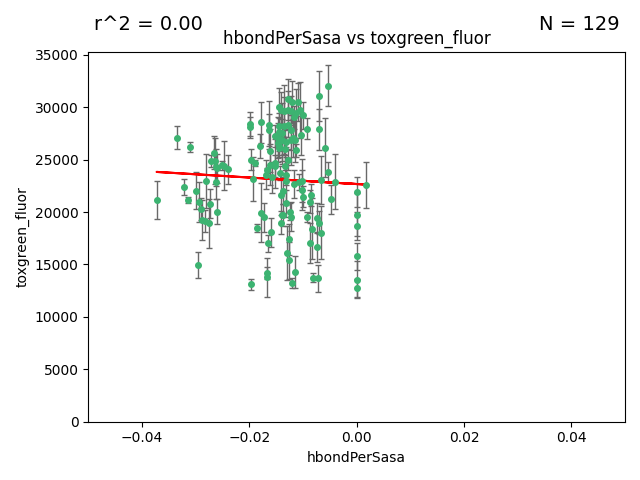 r^2 = 0.00
N = 129
hbondPerSasa vs toxgreen_fluor
35000
30000
25000
20000
15000
10000
5000
0
toxgreen_fluor
−0.04
−0.02
0.00
0.02
0.04
hbondPerSasa